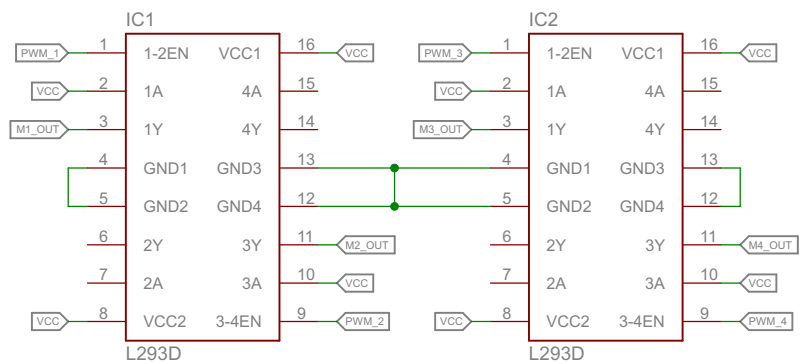 IC1 IC2
PWM_1 1 1-2EN VCC1 16 VCC PWM_3 1 1-2EN VCC1 16 VCC
VCC 2 1A 4A 15 VCC 2 1A 4A 15
M1_OUT 3 1Y 4Y 14 M3_OUT 3 1Y 4Y 14
4 GND1 GND3 13 4 GND1 GND3 13
5 GND2 GND4 12 5 GND2 GND4 12
6 2Y 3Y 11 M2_OUT 6 2Y 3Y 11 M4_OUT
7 2A 3A 10 VCC 7 2A 3A 10 VCC
VCC 8 VCC2 3-4EN 9 PWM_2 VCC 8 VCC2 3-4EN 9 PWM_4
L293D L293D